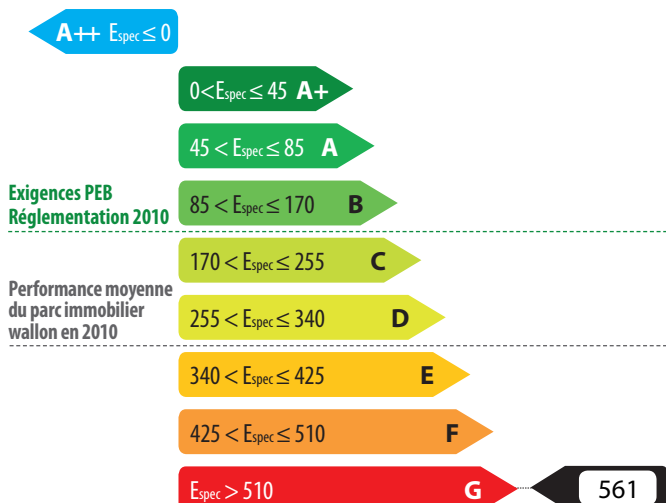 A++ Espec ≤ 0
0<Espec ≤ 45 A+
45 < Espec ≤ 85 A
Exigences PEB
Réglementation 2010
85 < Espec ≤ 170 B
170 < Espec ≤ 255 C
Performance moyenne
du parc immobilier
wallon en 2010
255 < Espec ≤ 340 D
340 < Espec ≤ 425 E
425 < Espec ≤ 510 F
Espec > 510 G 561